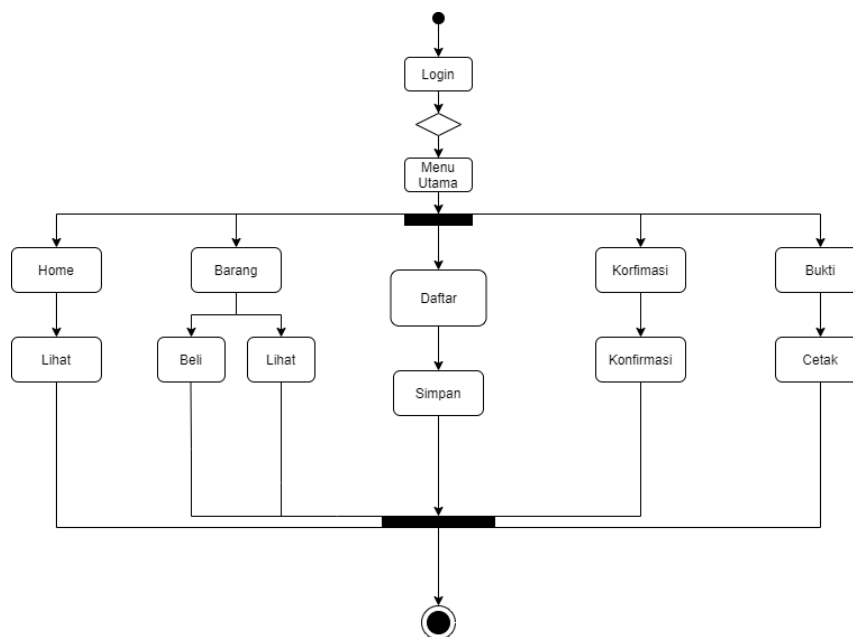 Login
Menu
Utama
Home
Barang
Daftar
Korfimasi
Bukti
Lihat
Beli
Lihat
Simpan
Konfirmasi
Cetak